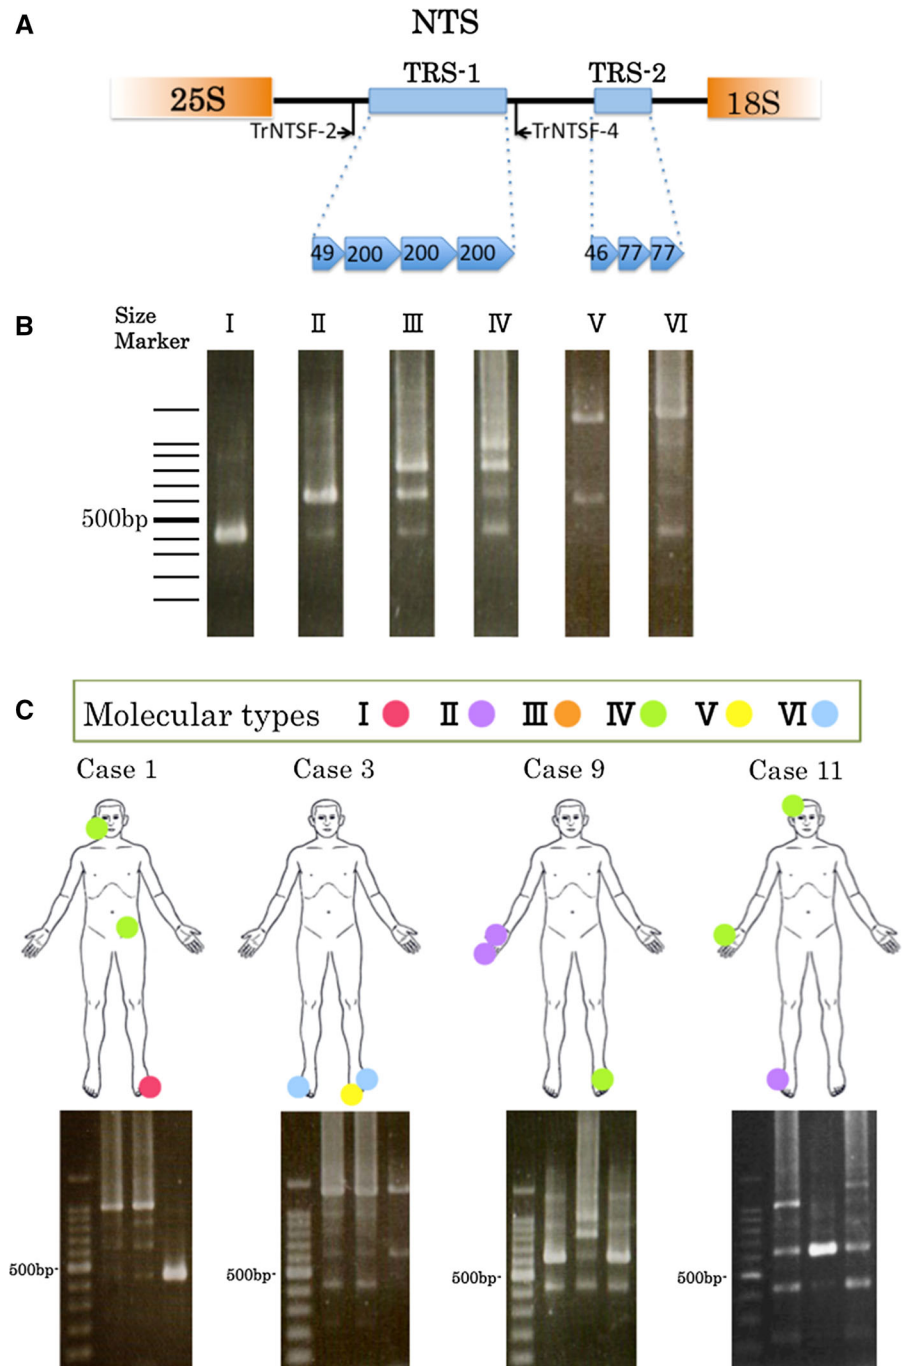 A
NTS
TRS-1 TRS-2
25S 18S
TrNTSF-2 TrNTSF-4
49 200 200 200 46 77 77
B
Size
Marker
I II III IV V VI
500bp
C
Molecular types I II III IV V VI
Case 1 Case 3 Case 9 Case 11
500bp- 500bp- 500bp- 500bp-